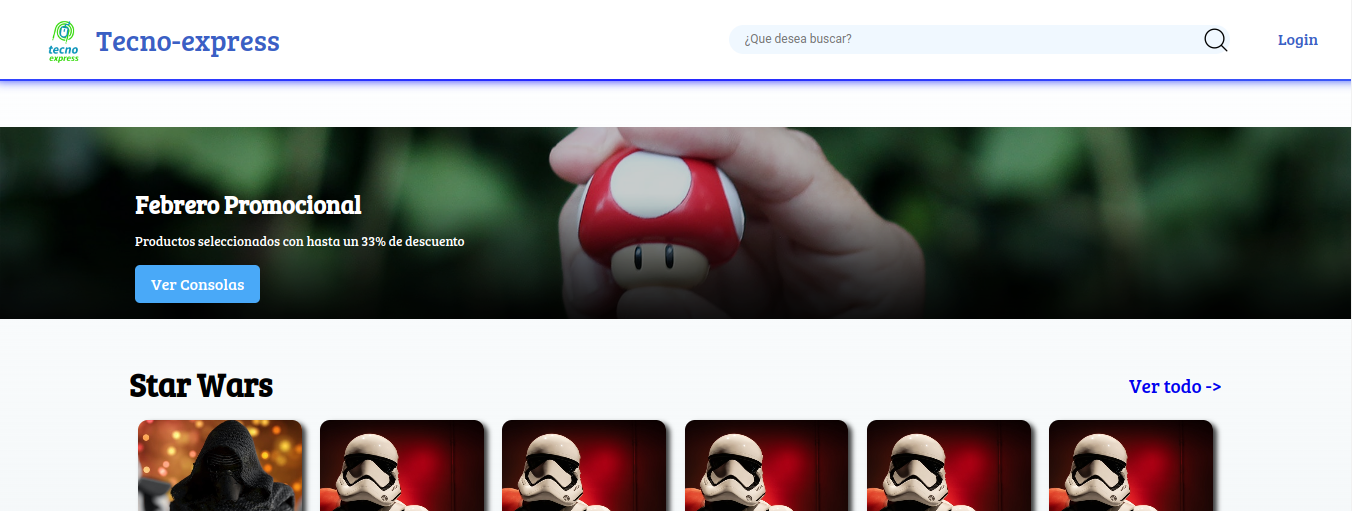 tecno
express
Tecno-express
¿Que desea buscar?
Login
Febrero Promocional
Productos seleccionados con hasta un 33% de descuento
Ver Consolas
Star Wars
Ver todo ->